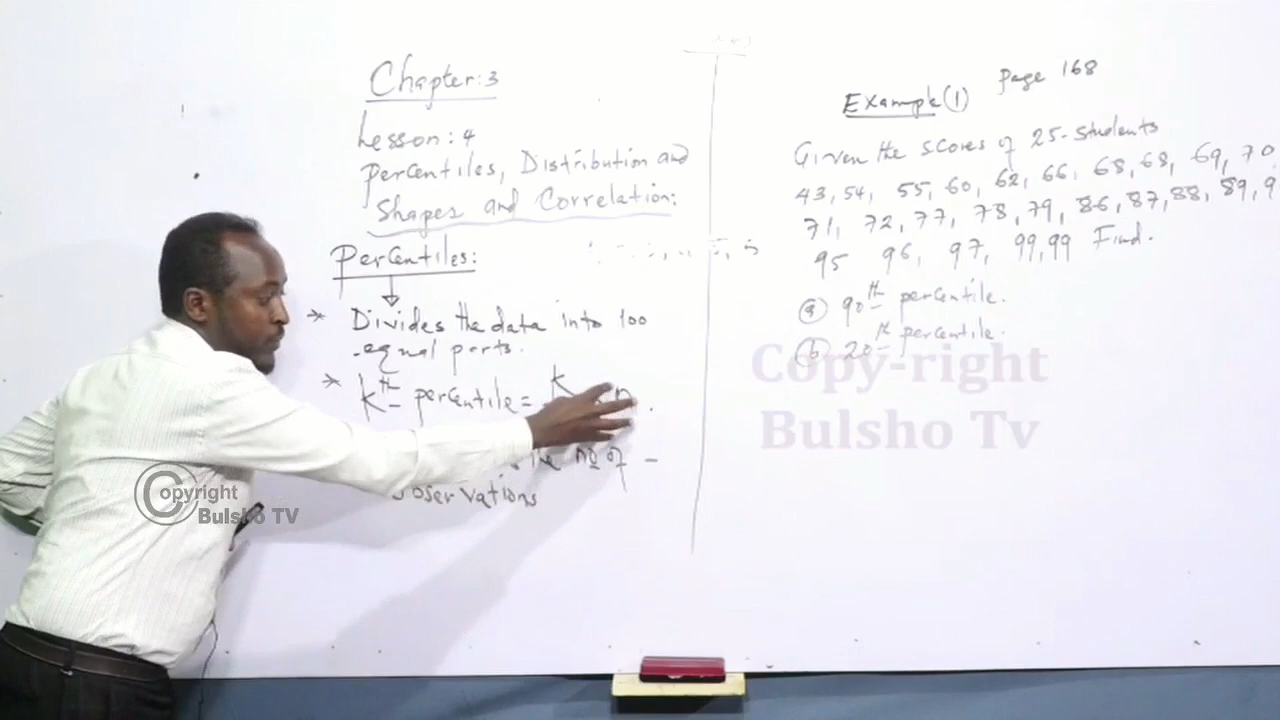 Chapter: 3
Lesson: 4
Percentiles, Distribution and
Shapes and Correlation:
Percentiles:
* Divides the data into 100
equal parts.
* Kth percentile = K n.
no of -
observations
Page 168
Example (1)
Given the scores of 25-Students
43, 54, 55, 60, 62, 66, 68, 68, 69, 70,
71, 72, 77, 78, 79, 86, 87, 88, 89, 9
95 96, 97, 99, 99 Find.
(a) 90th percentile.
(b) 20th percentile.
Copy-right
Bulsho Tv
Copyright
Bulsho TV